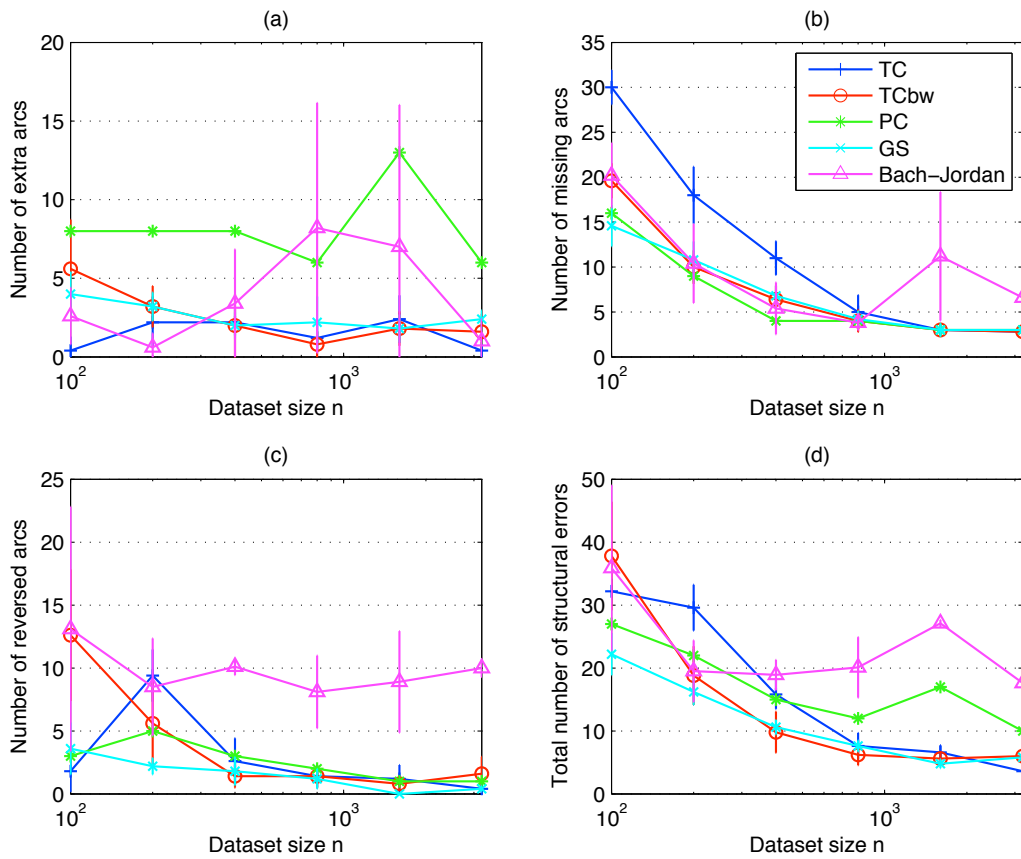 (a)
Number of extra arcs
20
15
10
5
0
10^2
10^3
Dataset size n
(b)
Number of missing arcs
35
30
25
20
15
10
5
0
10^2
10^3
Dataset size n
TC
TCbw
PC
GS
Bach−Jordan
(c)
Number of reversed arcs
25
20
15
10
5
0
10^2
10^3
Dataset size n
(d)
Total number of structural errors
50
40
30
20
10
0
10^2
10^3
Dataset size n